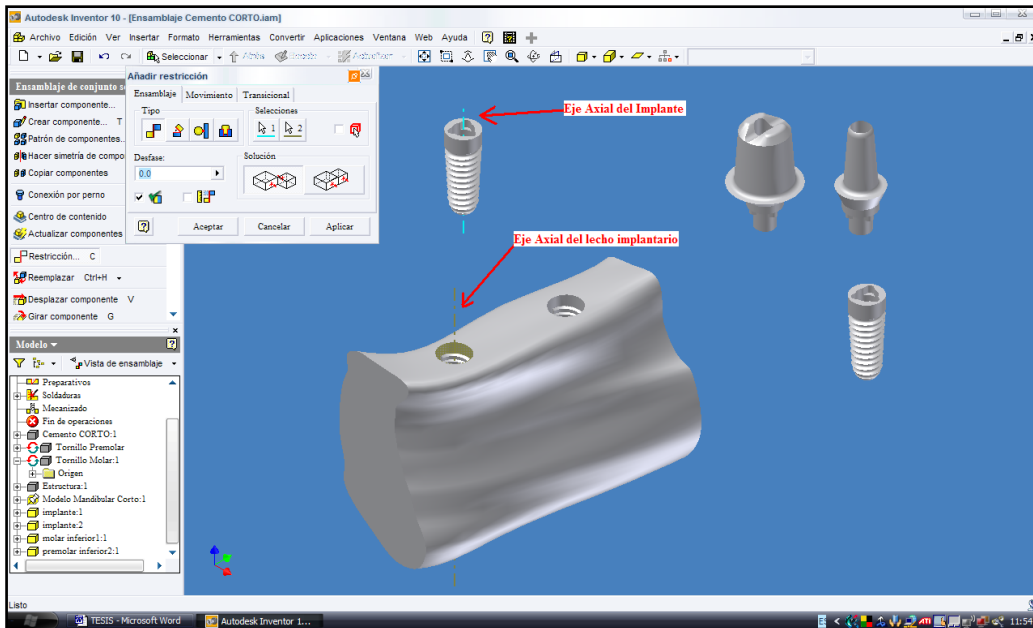 Autodesk Inventor 10 - [Ensamblaje Cemento CORTO.iam]
Archivo Edición Ver Insertar Formato Herramientas Convertir Aplicaciones Ventana Web Ayuda
Seleccionar
Añadir restricción
Ensamblaje Movimiento Transicional
Tipo Selecciones
1 2
Desfase: Solución
0.0
Aceptar Cancelar Aplicar
Ensamblaje de conjunto s
Insertar componente...
Crear componente... T
Patrón de componentes..
Hacer simetría de compo
Copiar componentes
Conexión por perno
Centro de contenido
Actualizar componentes
Restricción... C
Reemplazar Ctrl+H
Desplazar componente V
Girar componente G
Eje Axial del Implante
Eje Axial del lecho implantario
Modelo
Vista de ensamblaje
Preparativos
Soldaduras
Mecanizado
Fin de operaciones
Cemento CORTO:1
Tornillo Premolar
Tornillo Molar:1
Origen
Estructura:1
Modelo Mandibular Corto:1
implante:1
implante:2
molar inferior1:1
premolar inferior2:1
Listo
TESIS - Microsoft Word
Autodesk Inventor 1...
ES
11:54